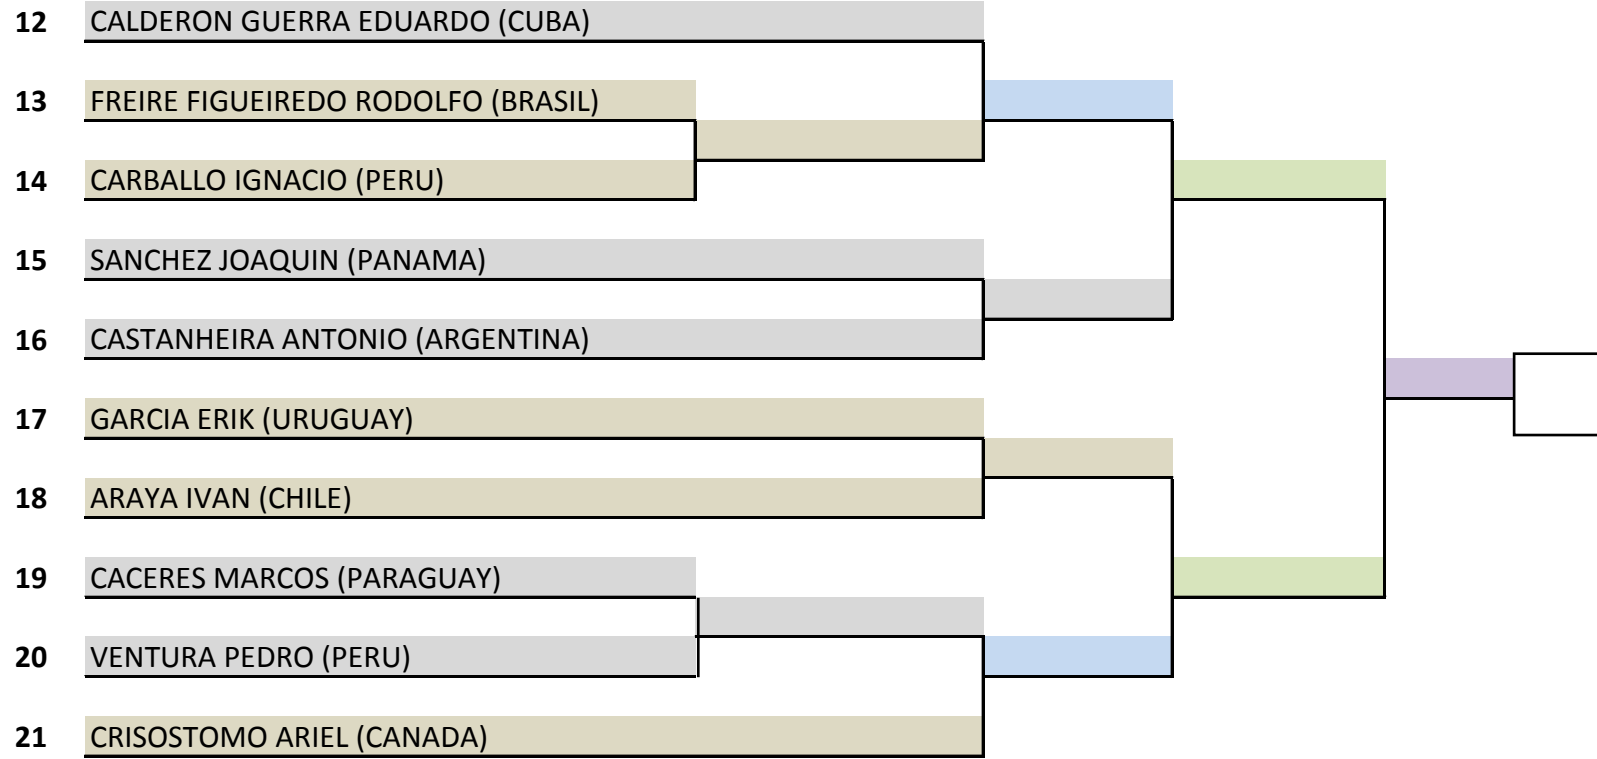 12 CALDERON GUERRA EDUARDO (CUBA)
13 FREIRE FIGUEIREDO RODOLFO (BRASIL)
14 CARBALLO IGNACIO (PERU)
15 SANCHEZ JOAQUIN (PANAMA)
16 CASTANHEIRA ANTONIO (ARGENTINA)
17 GARCIA ERIK (URUGUAY)
18 ARAYA IVAN (CHILE)
19 CACERES MARCOS (PARAGUAY)
20 VENTURA PEDRO (PERU)
21 CRISOSTOMO ARIEL (CANADA)